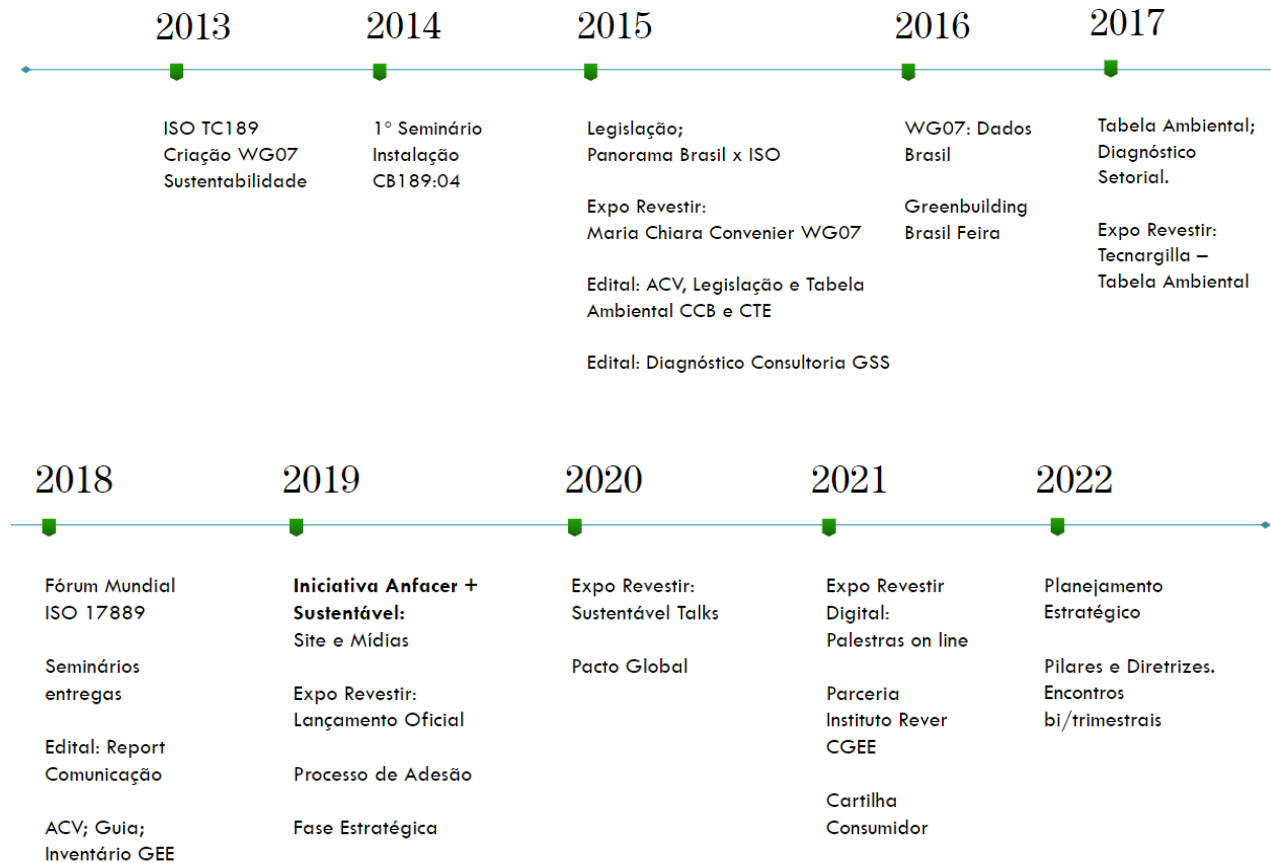 2013
ISO TC189
Criação WG07
Sustentabilidade
2014
1° Seminário
Instalação
CB189:04
2015
Legislação;
Panorama Brasil x ISO
Expo Revestir:
Maria Chiara Convenier WG07
Edital: ACV, Legislação e Tabela
Ambiental CCB e CTE
Edital: Diagnóstico Consultoria GSS
2016
WG07: Dados
Brasil
Greenbuilding
Brasil Feira
2017
Tabela Ambiental;
Diagnóstico
Setorial.
Expo Revestir:
Tecnargilla –
Tabela Ambiental
2018
Fórum Mundial
ISO 17889
Seminários
entregas
Edital: Report
Comunicação
ACV; Guia;
Inventário GEE
2019
Iniciativa Anfacer +
Sustentável:
Site e Mídias
Expo Revestir:
Lançamento Oficial
Processo de Adesão
Fase Estratégica
2020
Expo Revestir:
Sustentável Talks
Pacto Global
2021
Expo Revestir
Digital:
Palestras on line
Parceria
Instituto Rever
CGEE
Cartilha
Consumidor
2022
Planejamento
Estratégico
Pilares e Diretrizes.
Encontros
bi/trimestrais